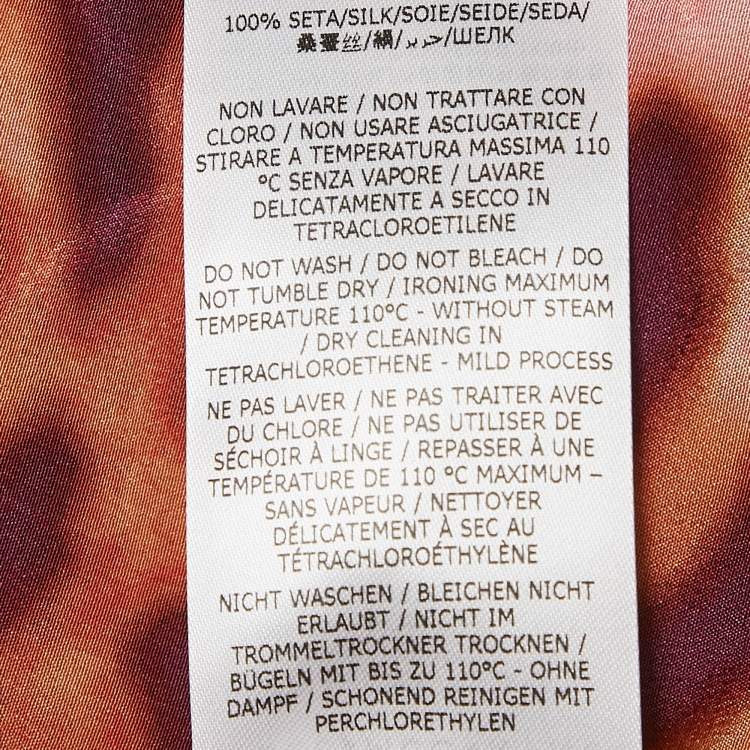 100% SETA/SILK/SOIE/SEIDE/SEDA/
桑蚕丝/絹/حرير/ШЕЛК
NON LAVARE / NON TRATTARE CON
CLORO / NON USARE ASCIUGATRICE /
STIRARE A TEMPERATURA MASSIMA 110
°C SENZA VAPORE / LAVARE
DELICATAMENTE A SECCO IN
TETRACLOROETILENE
DO NOT WASH / DO NOT BLEACH / DO
NOT TUMBLE DRY / IRONING MAXIMUM
TEMPERATURE 110°C - WITHOUT STEAM
/ DRY CLEANING IN
TETRACHLOROETHENE - MILD PROCESS
NE PAS LAVER / NE PAS TRAITER AVEC
DU CHLORE / NE PAS UTILISER DE
SÉCHOIR À LINGE / REPASSER À UNE
TEMPÉRATURE DE 110 °C MAXIMUM –
SANS VAPEUR / NETTOYER
DÉLICATEMENT À SEC AU
TÉTRACHLOROÉTHYLÈNE
NICHT WASCHEN / BLEICHEN NICHT
ERLAUBT / NICHT IM
TROMMELTROCKNER TROCKNEN /
BÜGELN MIT BIS ZU 110°C - OHNE
DAMPF / SCHONEND REINIGEN MIT
PERCHLORETHYLEN